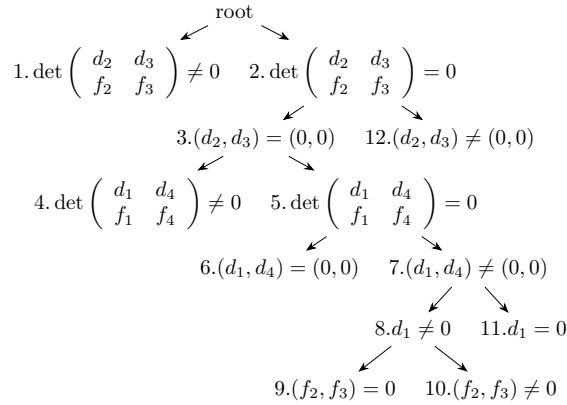 root
1. det ( d₂ d₃ f₂ f₃ ) ≠ 0 2. det ( d₂ d₃ f₂ f₃ ) = 0
3.(d₂, d₃) = (0, 0) 12.(d₂, d₃) ≠ (0, 0)
4. det ( d₁ d₄ f₁ f₄ ) ≠ 0 5. det ( d₁ d₄ f₁ f₄ ) = 0
6.(d₁, d₄) = (0, 0) 7.(d₁, d₄) ≠ (0, 0)
8.d₁ ≠ 0 11.d₁ = 0
9.(f₂, f₃) = 0 10.(f₂, f₃) ≠ 0